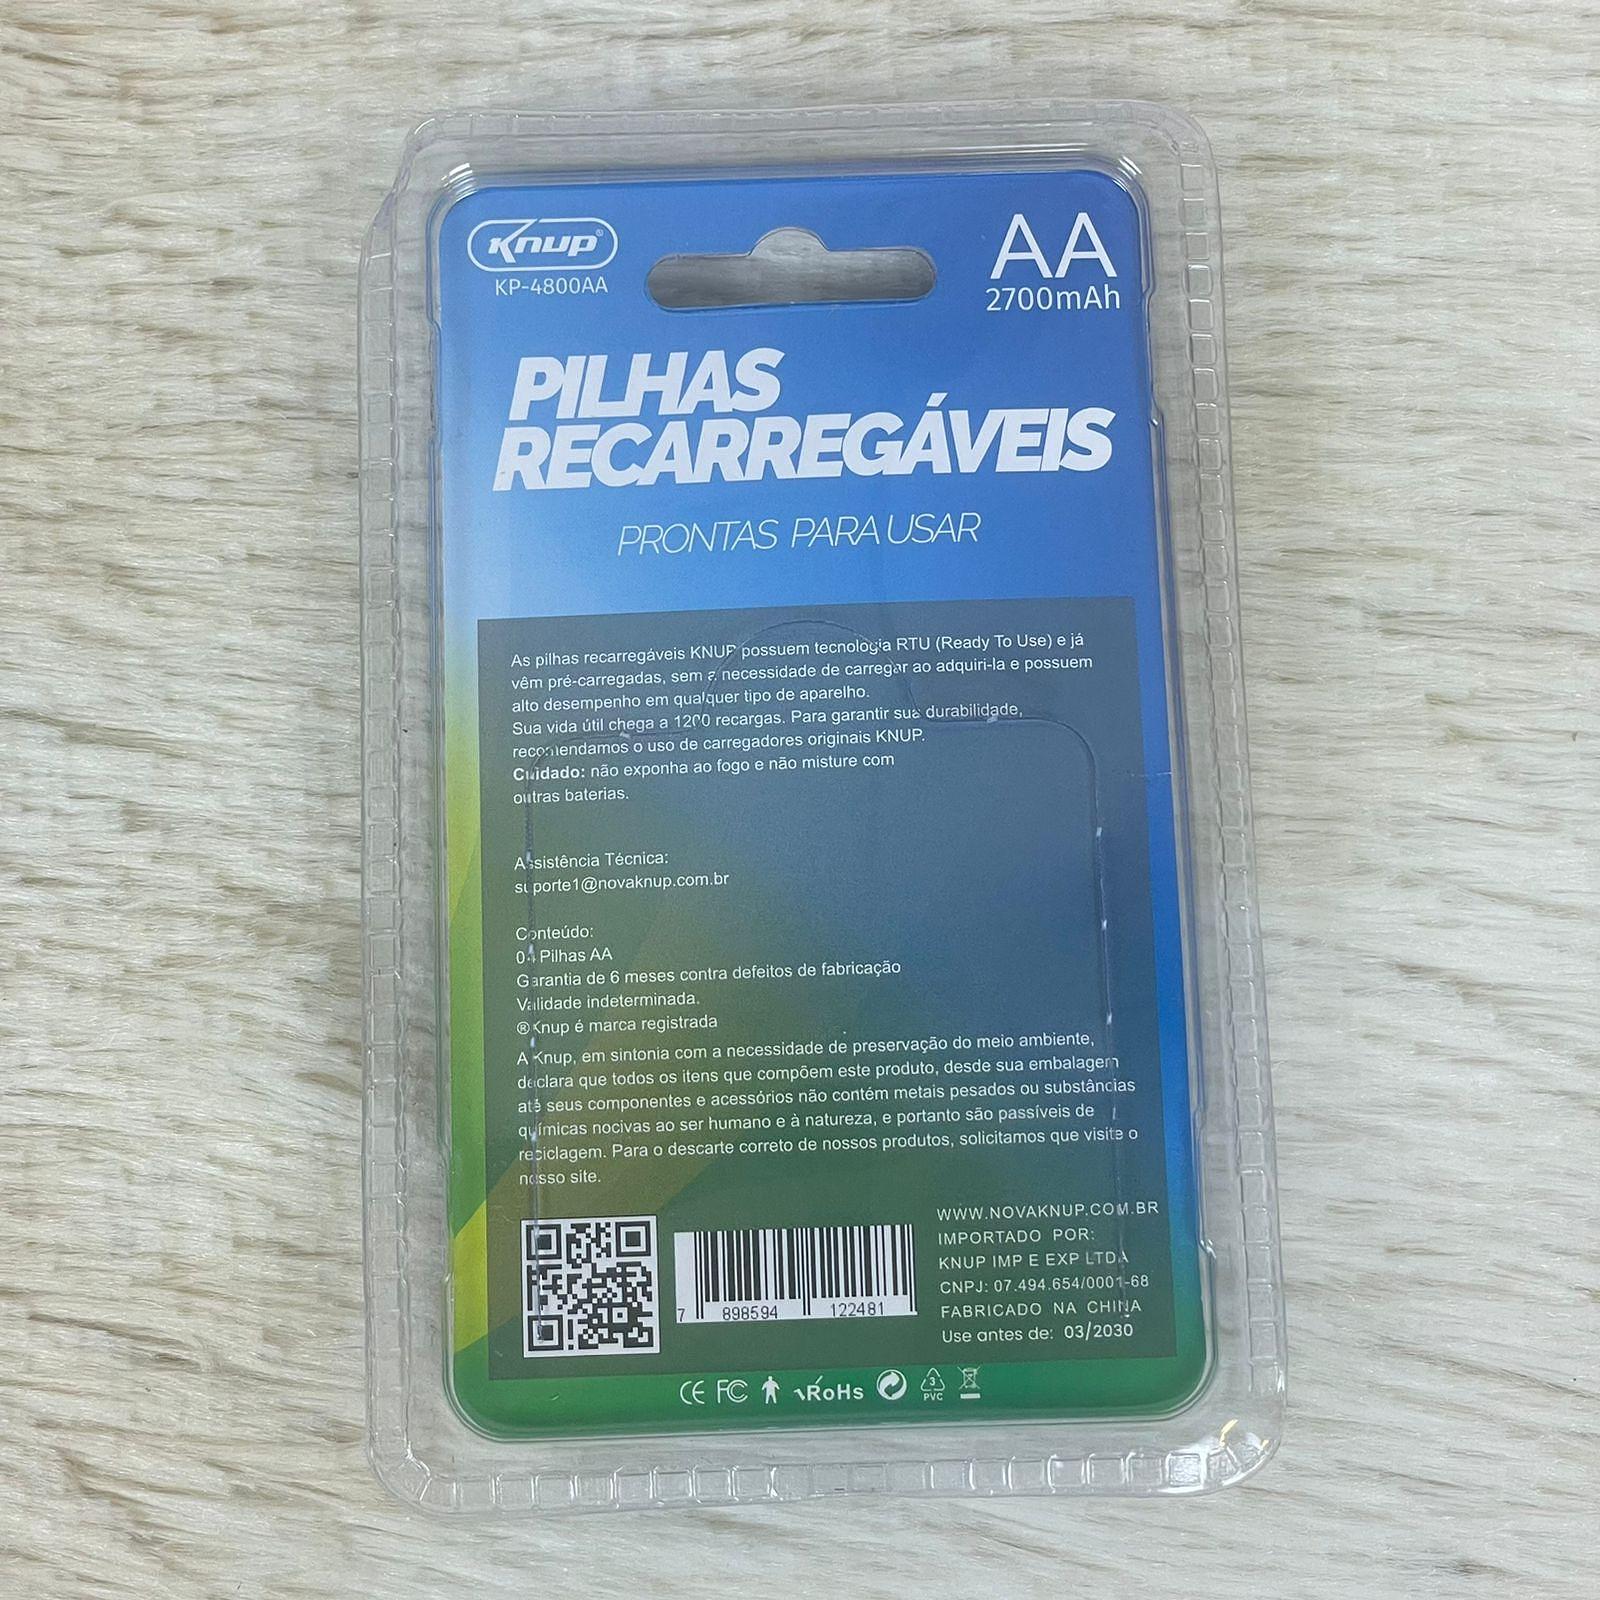 Knup®
KP-4800AA
AA
2700mAh
PILHAS
RECARREGÁVEIS
PRONTAS PARA USAR
As pilhas recarregáveis KNUP possuem tecnologia RTU (Ready To Use) e já
vêm pré-carregadas, sem a necessidade de carregar ao adquiri-la e possuem
alto desempenho em qualquer tipo de aparelho.
Sua vida útil chega a 1200 recargas. Para garantir sua durabilidade,
recomendamos o uso de carregadores originais KNUP.
Cuidado: não exponha ao fogo e não misture com
outras baterias.
Assistência Técnica:
suporte1@novaknup.com.br
Conteúdo:
04 Pilhas AA
Garantia de 6 meses contra defeitos de fabricação
Validade indeterminada.
®Knup é marca registrada
A Knup, em sintonia com a necessidade de preservação do meio ambiente,
declara que todos os itens que compõem este produto, desde sua embalagem
até seus componentes e acessórios não contém metais pesados ou substâncias
químicas nocivas ao ser humano e à natureza, e portanto são passíveis de
reciclagem. Para o descarte correto de nossos produtos, solicitamos que visite o
nosso site.
7 898594 122481
WWW.NOVAKNUP.COM.BR
IMPORTADO POR:
KNUP IMP E EXP LTDA
CNPJ: 07.494.654/0001-68
FABRICADO NA CHINA
Use antes de: 03/2030
CE FC RoHs 3 PVC